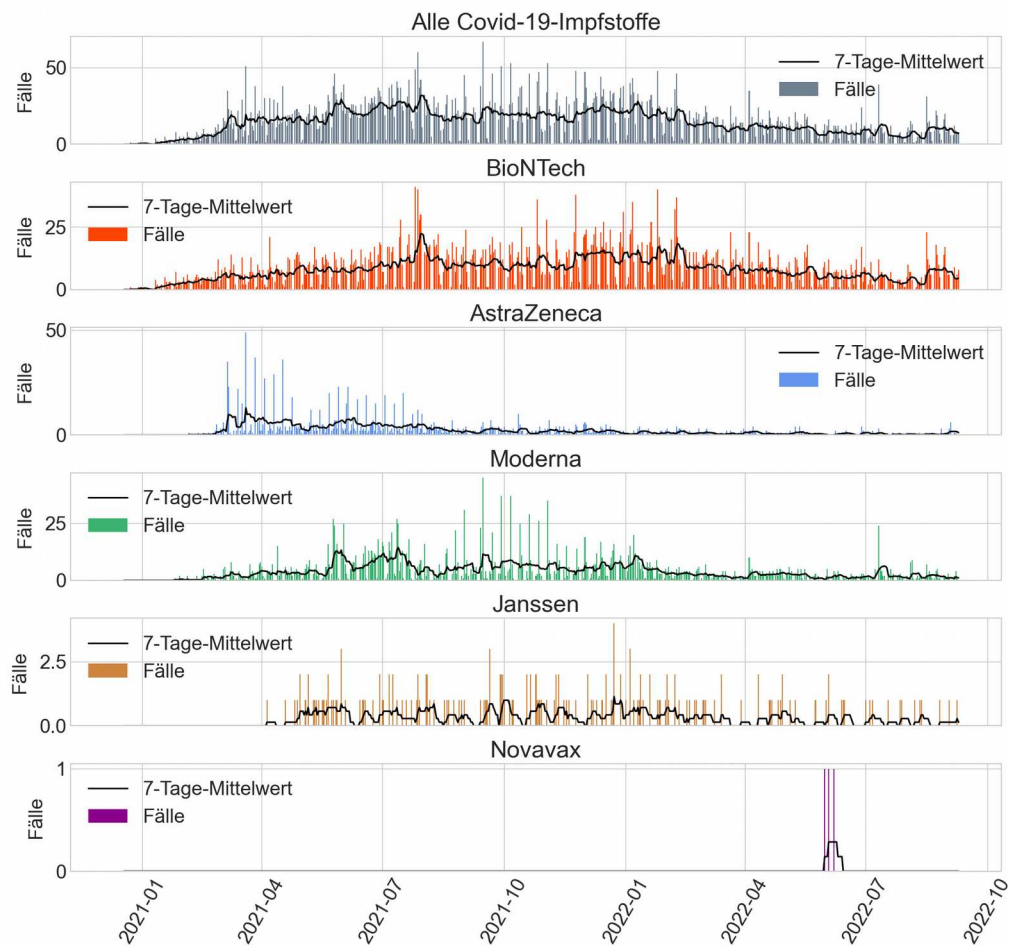 Alle Covid-19-Impfstoffe
Fälle
50
0
7-Tage-Mittelwert
Fälle
BioNTech
Fälle
25
0
7-Tage-Mittelwert
Fälle
AstraZeneca
Fälle
50
0
7-Tage-Mittelwert
Fälle
Moderna
Fälle
25
0
7-Tage-Mittelwert
Fälle
Janssen
Fälle
2.5
0.0
7-Tage-Mittelwert
Fälle
Novavax
Fälle
1
0
7-Tage-Mittelwert
Fälle
2021-01
2021-04
2021-07
2021-10
2022-01
2022-04
2022-07
2022-10